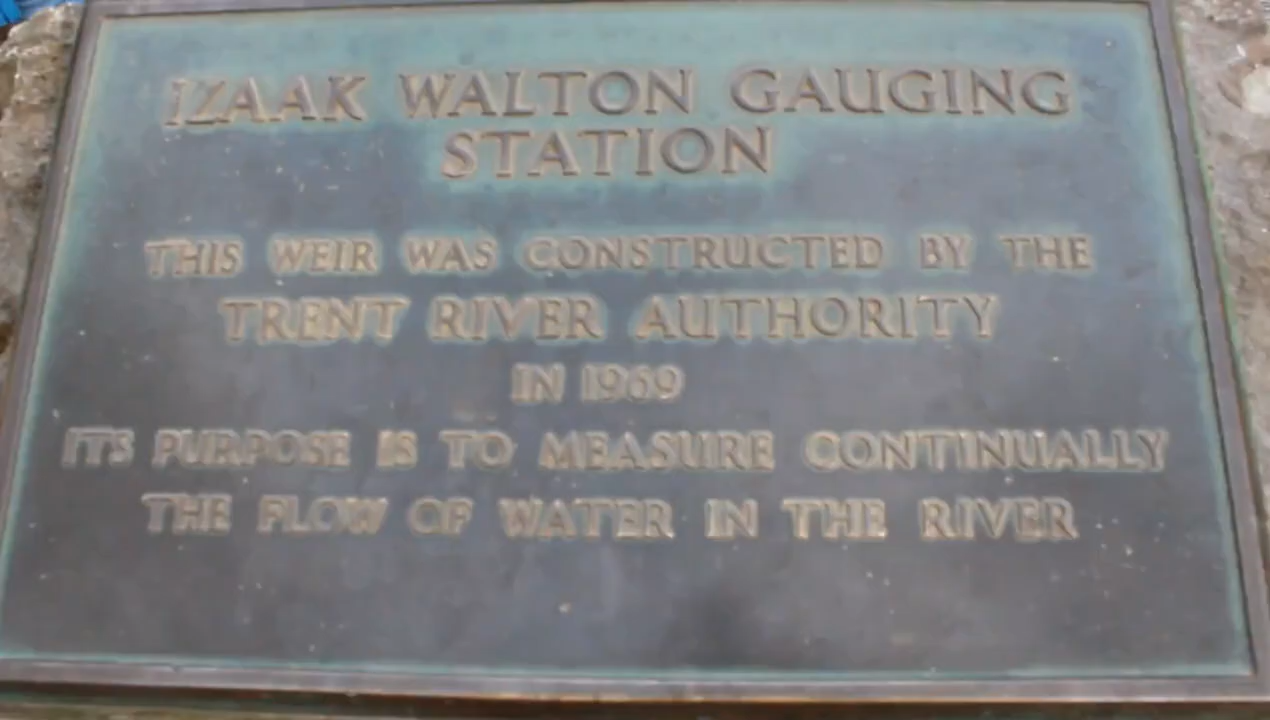 IZAAK WALTON GAUGING
STATION
THIS WEIR WAS CONSTRUCTED BY THE
TRENT RIVER AUTHORITY
IN 1969
ITS PURPOSE IS TO MEASURE CONTINUALLY
THE FLOW OF WATER IN THE RIVER